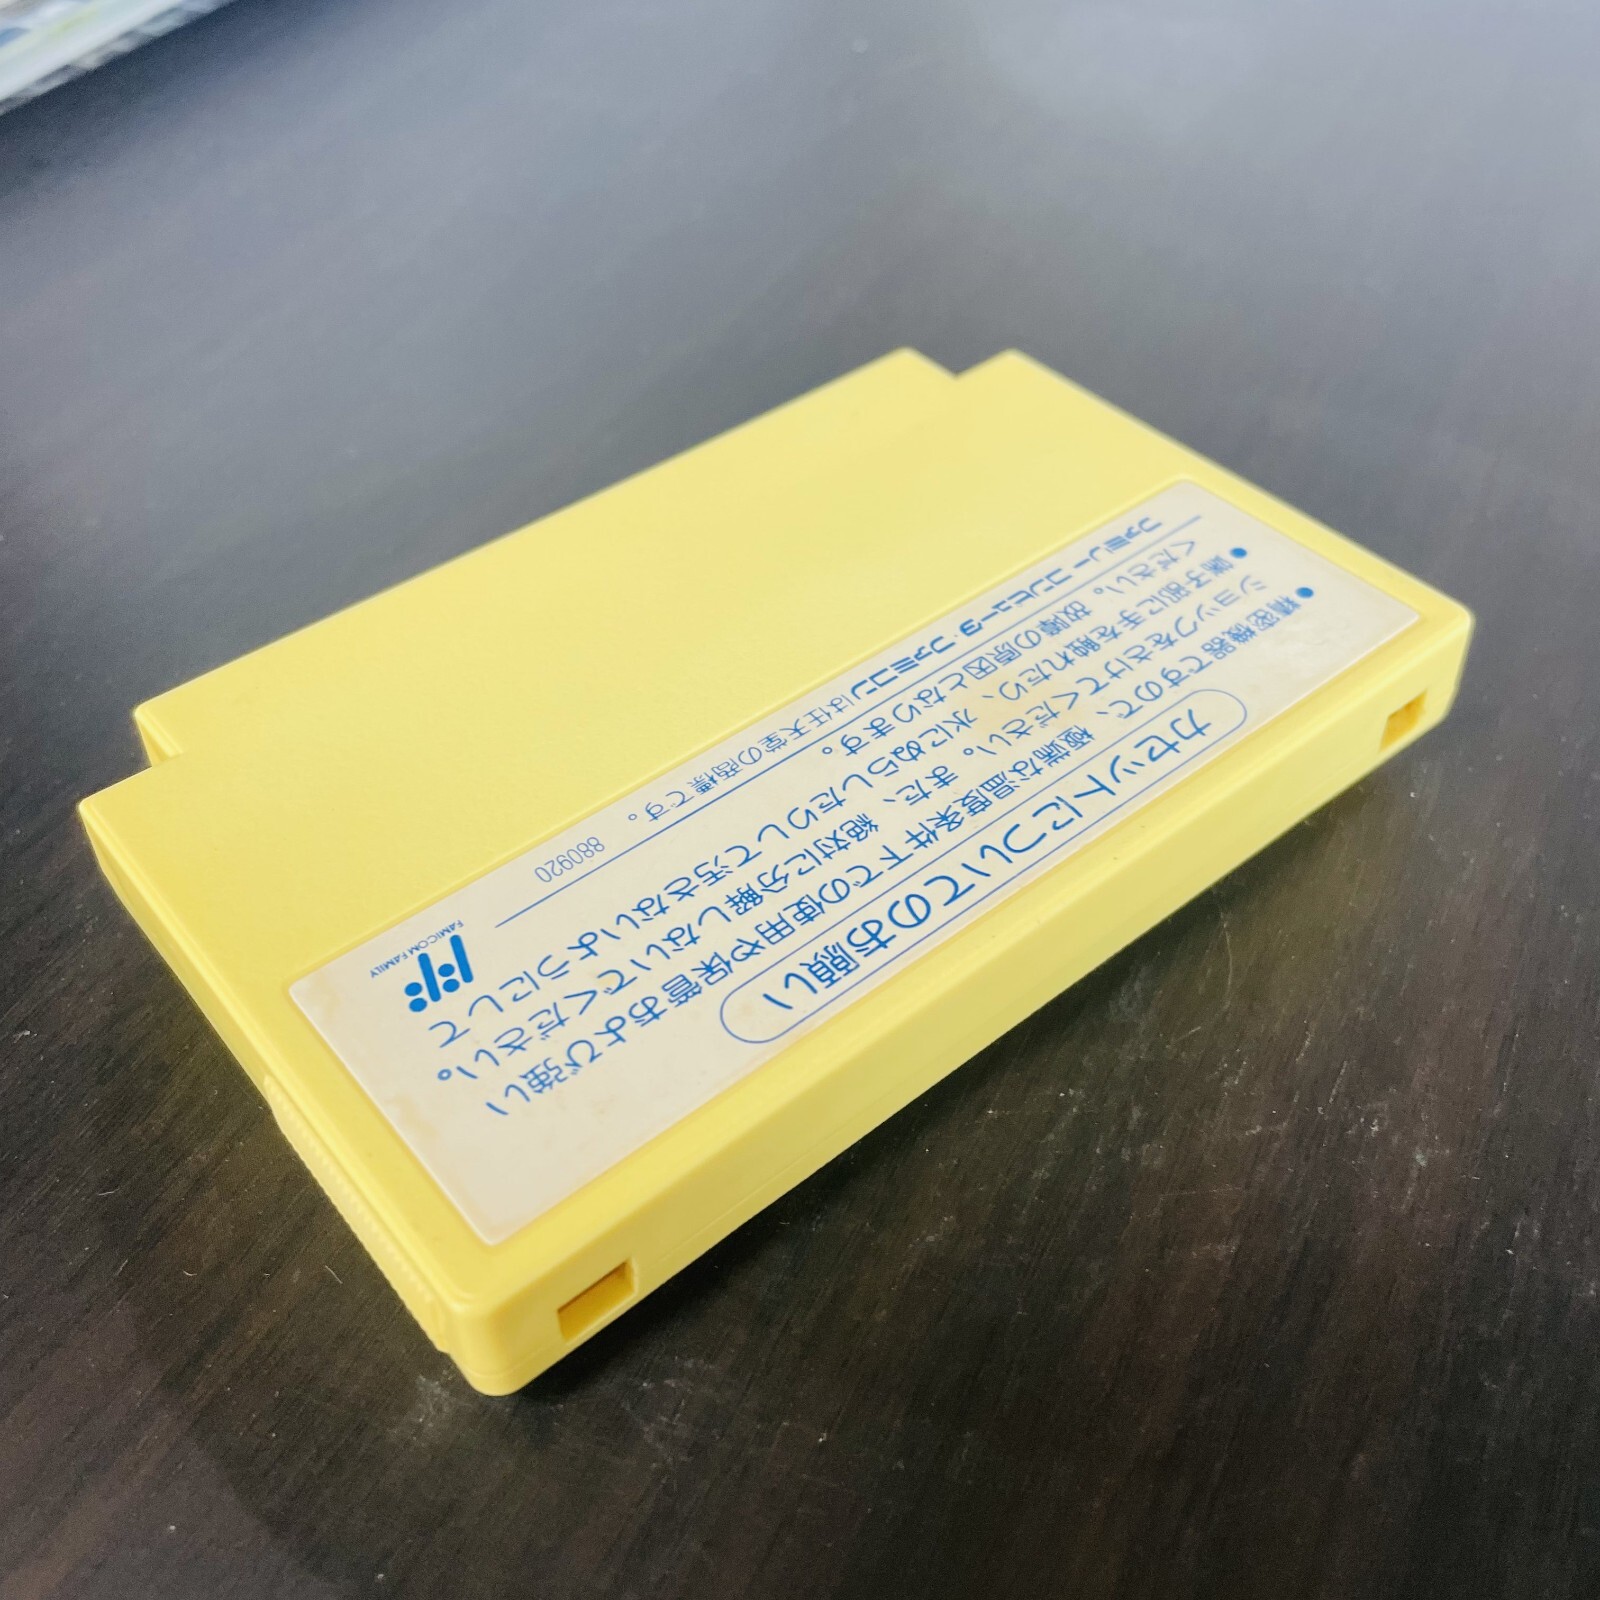 カセットについてのお願い
●精密機器ですので、極端な温度条件下での使用や保管および強い
ショックをさけてください。また、絶対に分解しないでください。
●端子部に手を触れたり、水にぬらしたりして汚さないようにして
ください。故障の原因となります。
ファミリーコンピュータ・ファミコンは任天堂の商標です。
880920
FAMICOM FAMILY